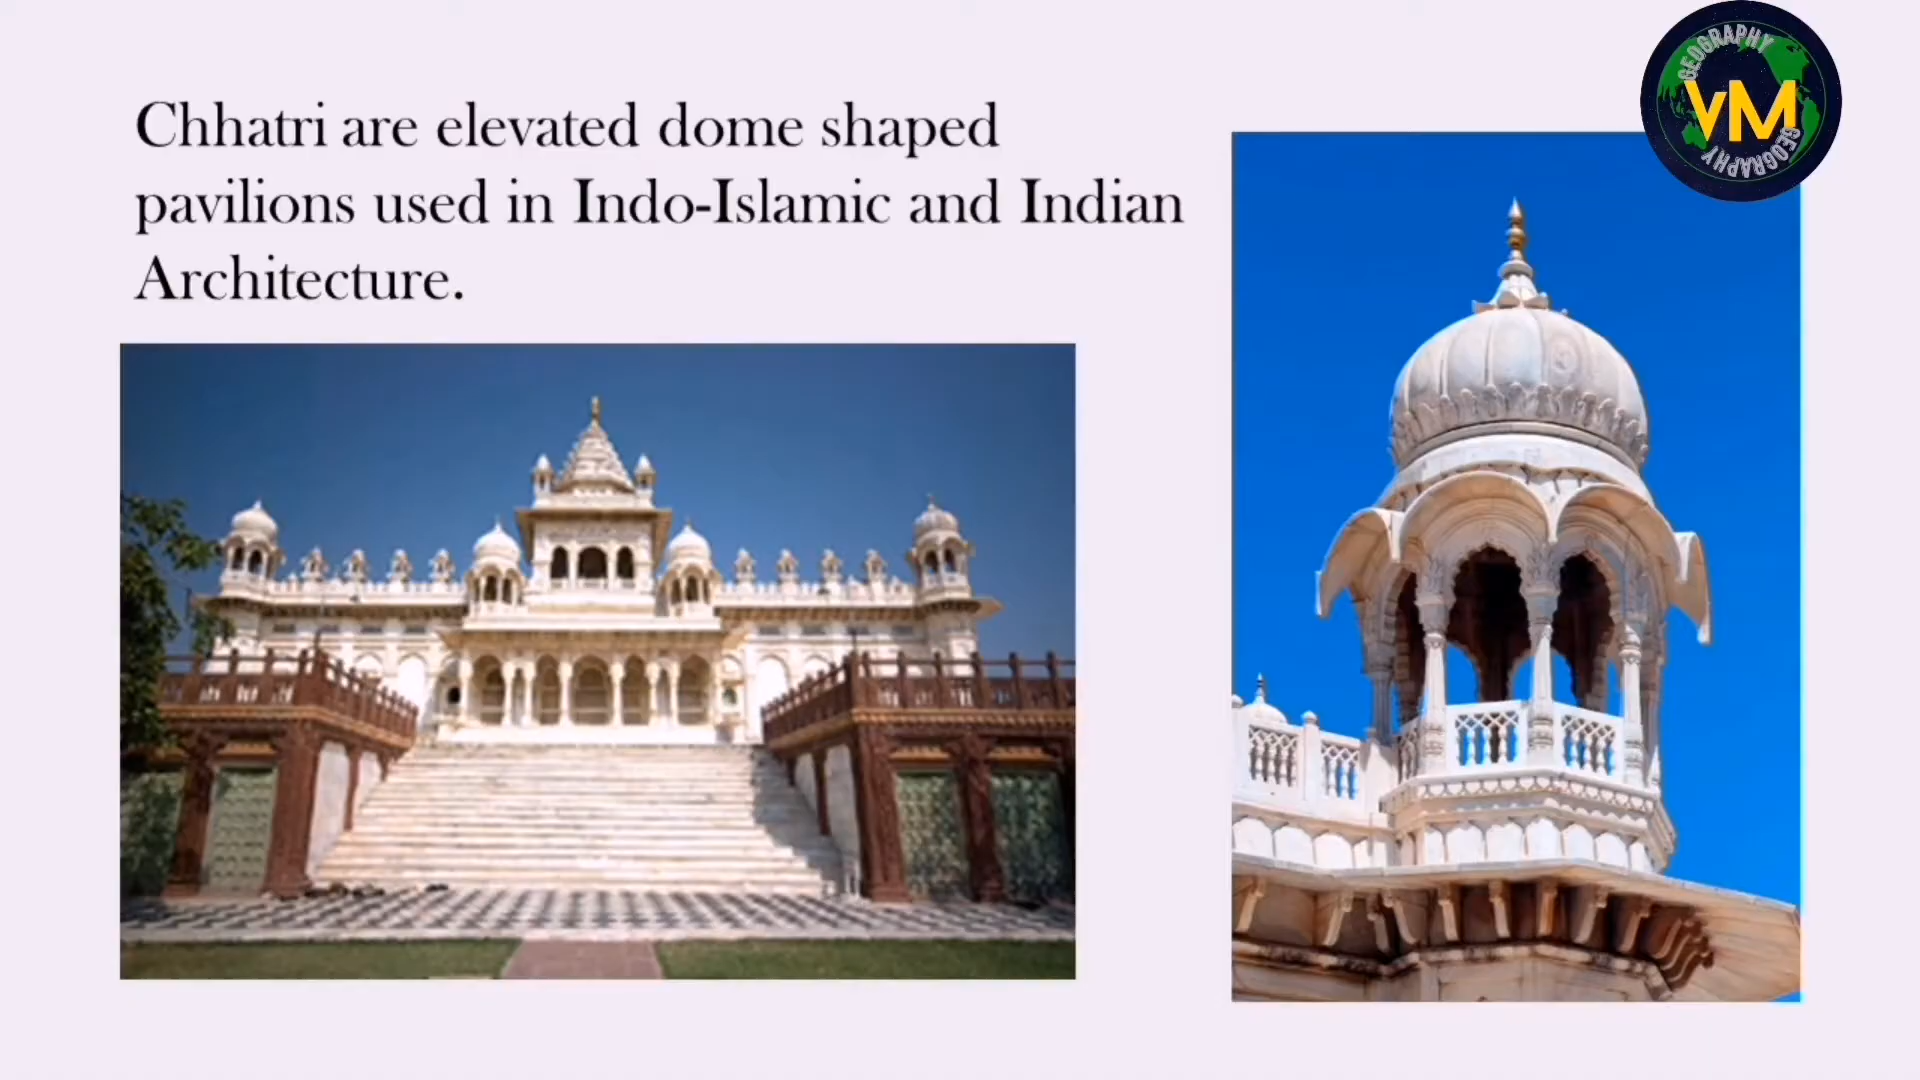 Chhatri are elevated dome shaped
pavilions used in Indo-Islamic and Indian
Architecture.
GEOGRAPHY
VM
GEOGRAPHY